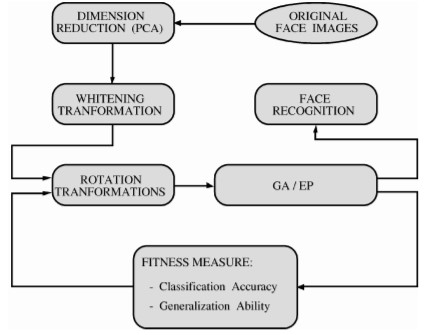 DIMENSION
REDUCTION (PCA)
ORIGINAL
FACE IMAGES
WHITENING
TRANFORMATION
FACE
RECOGNITION
ROTATION
TRANFORMATIONS
GA / EP
FITNESS MEASURE:
- Classification Accuracy
- Generalization Ability